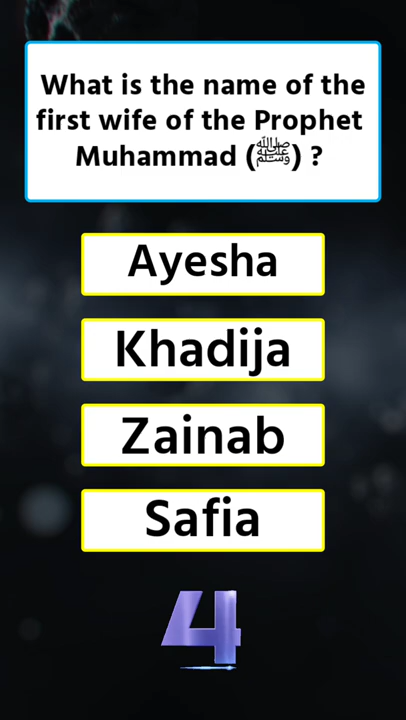 What is the name of the
first wife of the Prophet
Muhammad (ﷺ) ?
Ayesha
Khadija
Zainab
Safia
4